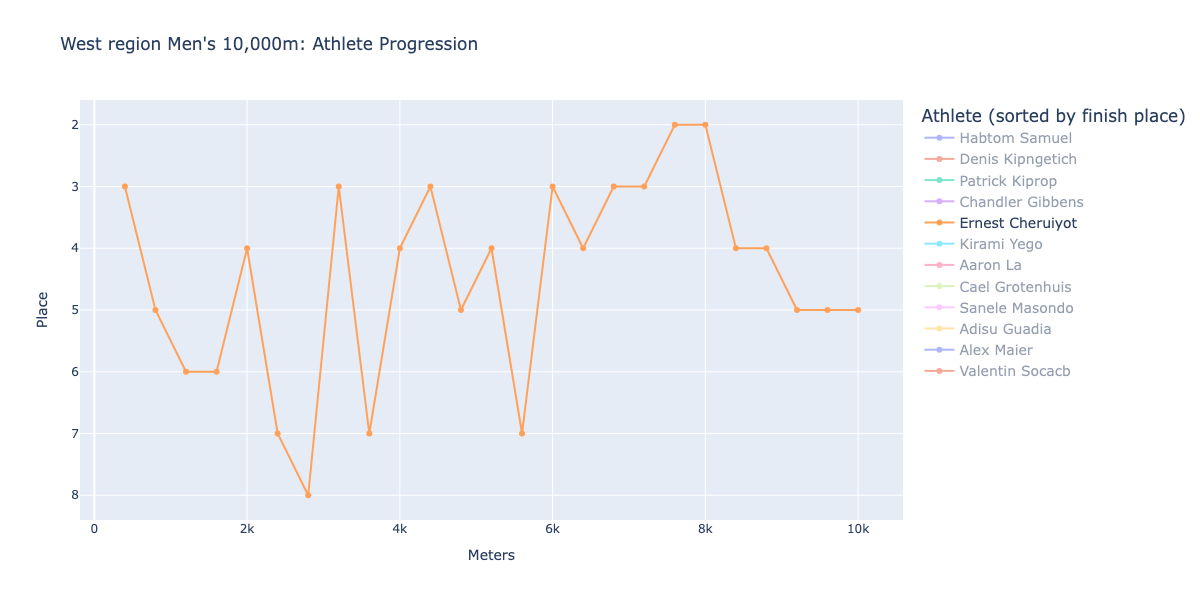 West region Men's 10,000m: Athlete Progression
Athlete (sorted by finish place)
Habtom Samuel
Denis Kipngetich
Patrick Kiprop
Chandler Gibbens
Ernest Cheruiyot
Kirami Yego
Aaron La
Cael Grotenhuis
Sanele Masondo
Adisu Guadia
Alex Maier
Valentin Socacb
Place
2
3
4
5
6
7
8
0
2k
4k
6k
8k
10k
Meters